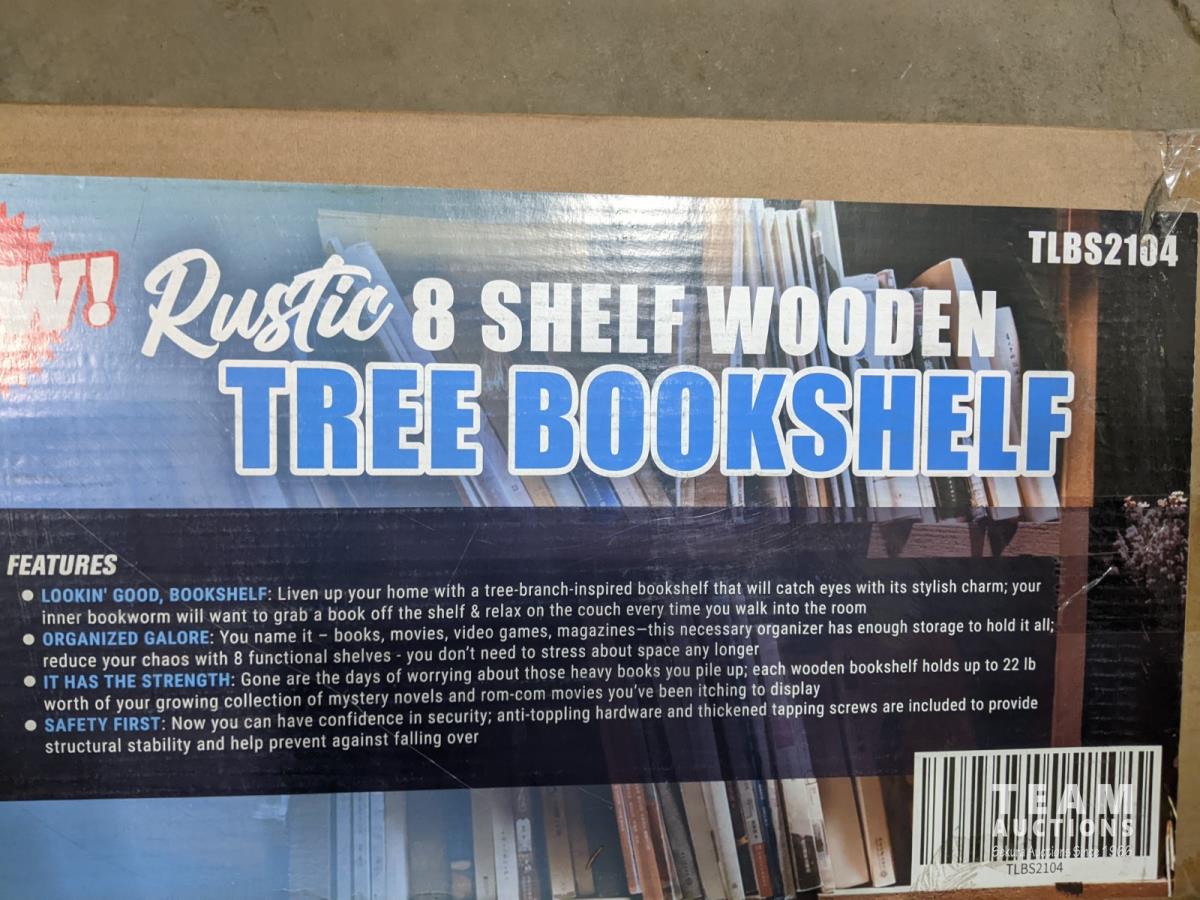 TLBS2104
W!
Rustic 8 SHELF WOODEN
TREE BOOKSHELF
FEATURES
● LOOKIN' GOOD, BOOKSHELF: Liven up your home with a tree-branch-inspired bookshelf that will catch eyes with its stylish charm; your
inner bookworm will want to grab a book off the shelf & relax on the couch every time you walk into the room
● ORGANIZED GALORE: You name it – books, movies, video games, magazines—this necessary organizer has enough storage to hold it all;
reduce your chaos with 8 functional shelves - you don't need to stress about space any longer
● IT HAS THE STRENGTH: Gone are the days of worrying about those heavy books you pile up; each wooden bookshelf holds up to 22 lb
worth of your growing collection of mystery novels and rom-com movies you've been itching to display
● SAFETY FIRST: Now you can have confidence in security; anti-toppling hardware and thickened tapping screws are included to provide
structural stability and help prevent against falling over
TEAM
AUCTIONS
Auctions Since 1966
TLBS2104